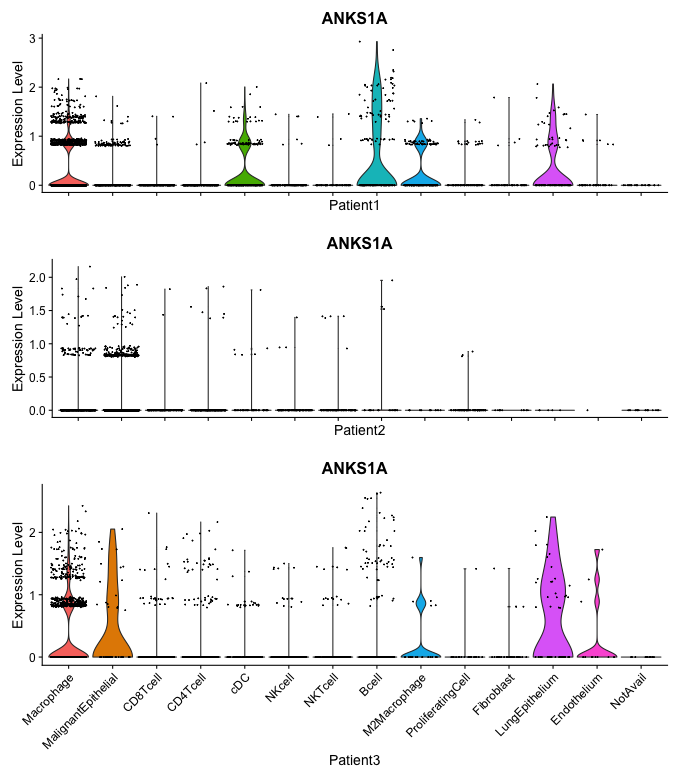 ANKS1A
Expression Level
3
2
1
0
Patient1
ANKS1A
Expression Level
2.0
1.5
1.0
0.5
0.0
Patient2
ANKS1A
Expression Level
2
1
0
Macrophage
MalignantEpithelial
CD8Tcell
CD4Tcell
cDC
NKcell
NKTcell
Bcell
M2Macrophage
ProliferatingCell
Fibroblast
LungEpithelium
Endothelium
NotAvail
Patient3